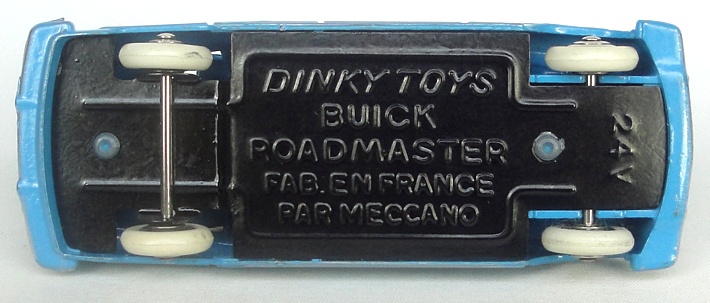 DINKY TOYS
BUICK
ROADMASTER
FAB. EN FRANCE
PAR MECCANO
24V